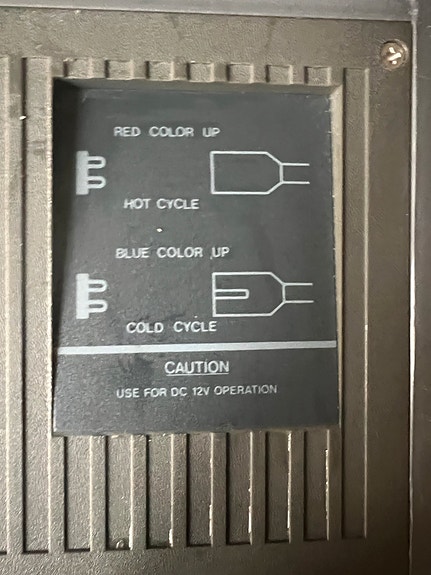 RED COLOR UP
HOT CYCLE
BLUE COLOR UP
COLD CYCLE
CAUTION
USE FOR DC 12V OPERATION